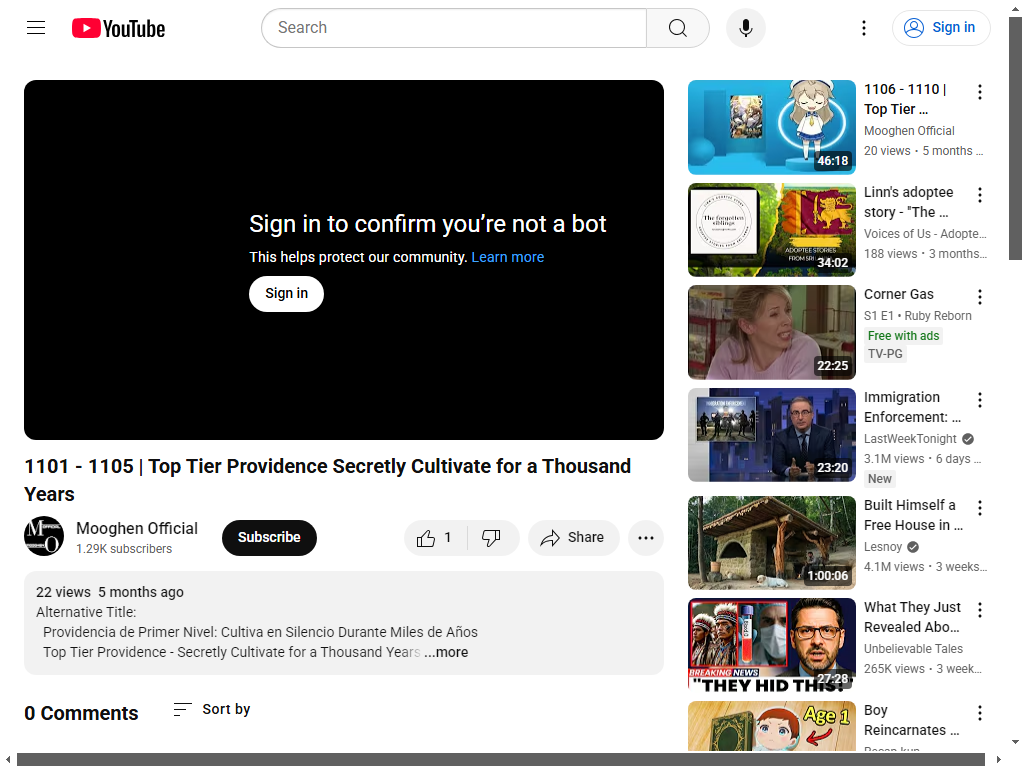 YouTube
Search
Sign in
Sign in to confirm you’re not a bot
This helps protect our community. Learn more
Sign in
1101 - 1105 | Top Tier Providence Secretly Cultivate for a Thousand
Years
Mooghen Official
1.29K subscribers
Subscribe
1
Share
22 views 5 months ago
Alternative Title:
Providencia de Primer Nivel: Cultiva en Silencio Durante Miles de Años
Top Tier Providence - Secretly Cultivate for a Thousand Years ...more
0 Comments
Sort by
46:18
1106 - 1110 |
Top Tier ...
Mooghen Official
20 views • 5 months ...
The forgotten
siblings
ADOPTEE STORIES
34:02
Linn's adoptee
story - "The ...
Voices of Us - Adopte...
188 views • 3 months...
22:25
Corner Gas
S1 E1 • Ruby Reborn
Free with ads
TV-PG
23:20
Immigration
Enforcement: ...
LastWeekTonight
3.1M views • 6 days ...
New
1:00:06
Built Himself a
Free House in ...
Lesnoy
4.1M views • 3 weeks...
BREAKING NEWS
"THEY HID THIS!
27:28
What They Just
Revealed Abo...
Unbelievable Tales
265K views • 3 week...
Age 1
Boy
Reincarnates ...